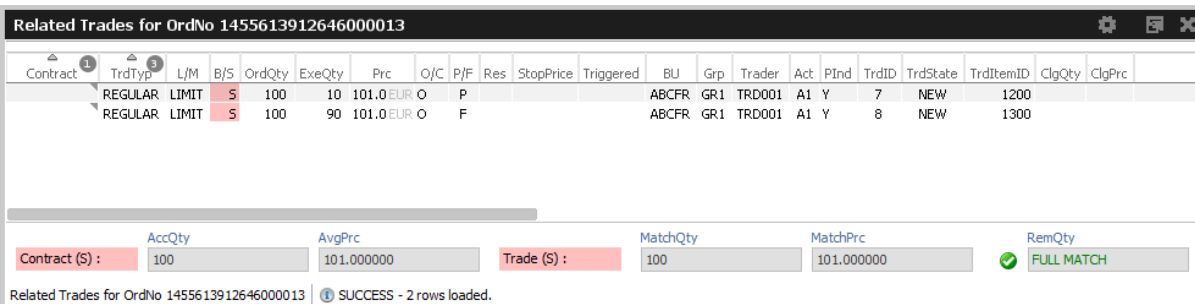 Related Trades for OrdNo 1455613912646000013
Contract 1 TrdTyp 3 L/M B/S OrdQty ExeQty Prc O/C P/F Res StopPrice Triggered BU Grp Trader Act PInd TrdID TrdState TrdItemID ClgQty ClgPrc
REGULAR LIMIT S 100 10 101.0 EUR O P ABCFR GR1 TRD001 A1 Y 7 NEW 1200
REGULAR LIMIT S 100 90 101.0 EUR O F ABCFR GR1 TRD001 A1 Y 8 NEW 1300
AccQty AvgPrc MatchQty MatchPrc RemQty
Contract (S) : 100 101.000000 Trade (S) : 100 101.000000 FULL MATCH
Related Trades for OrdNo 1455613912646000013 SUCCESS - 2 rows loaded.